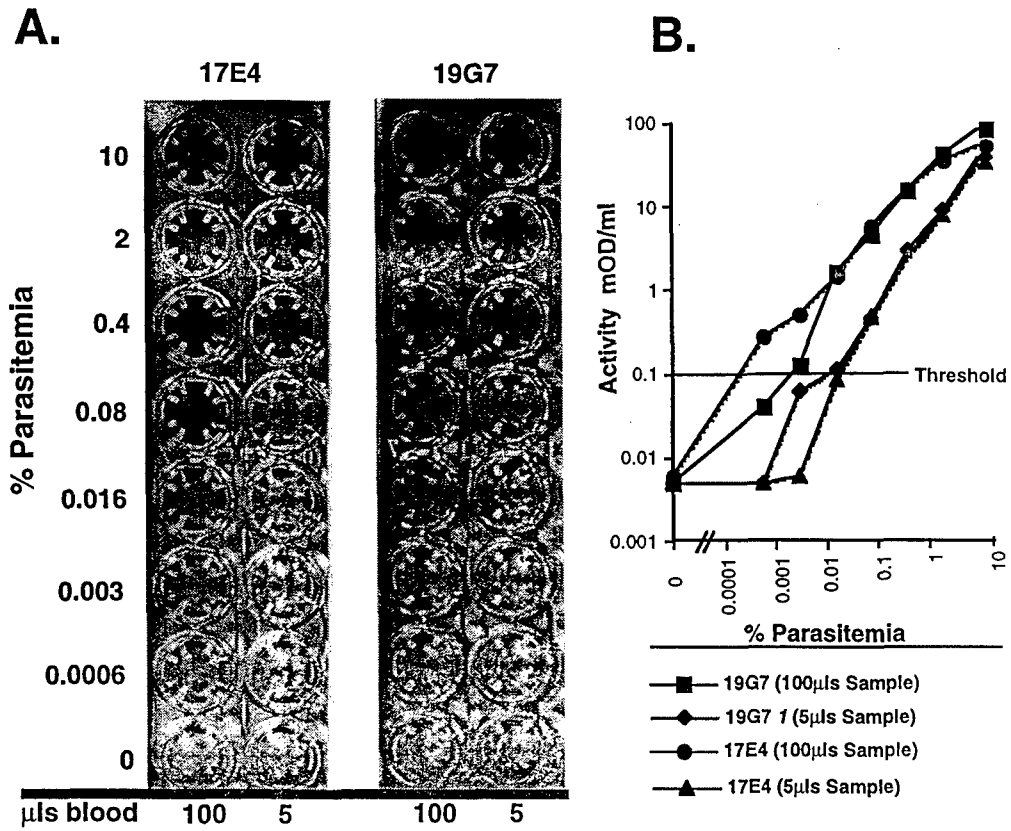 A.
17E4 19G7
% Parasitemia
10
2
0.4
0.08
0.016
0.003
0.0006
0
µls blood 100 5 100 5
B.
Activity mOD/ml
100
10
1
0.1
0.01
0.001
Threshold
0 0.0001 0.001 0.01 0.1 1 10
% Parasitemia
19G7 (100µls Sample)
19G7 1 (5µls Sample)
17E4 (100µls Sample)
17E4 (5µls Sample)